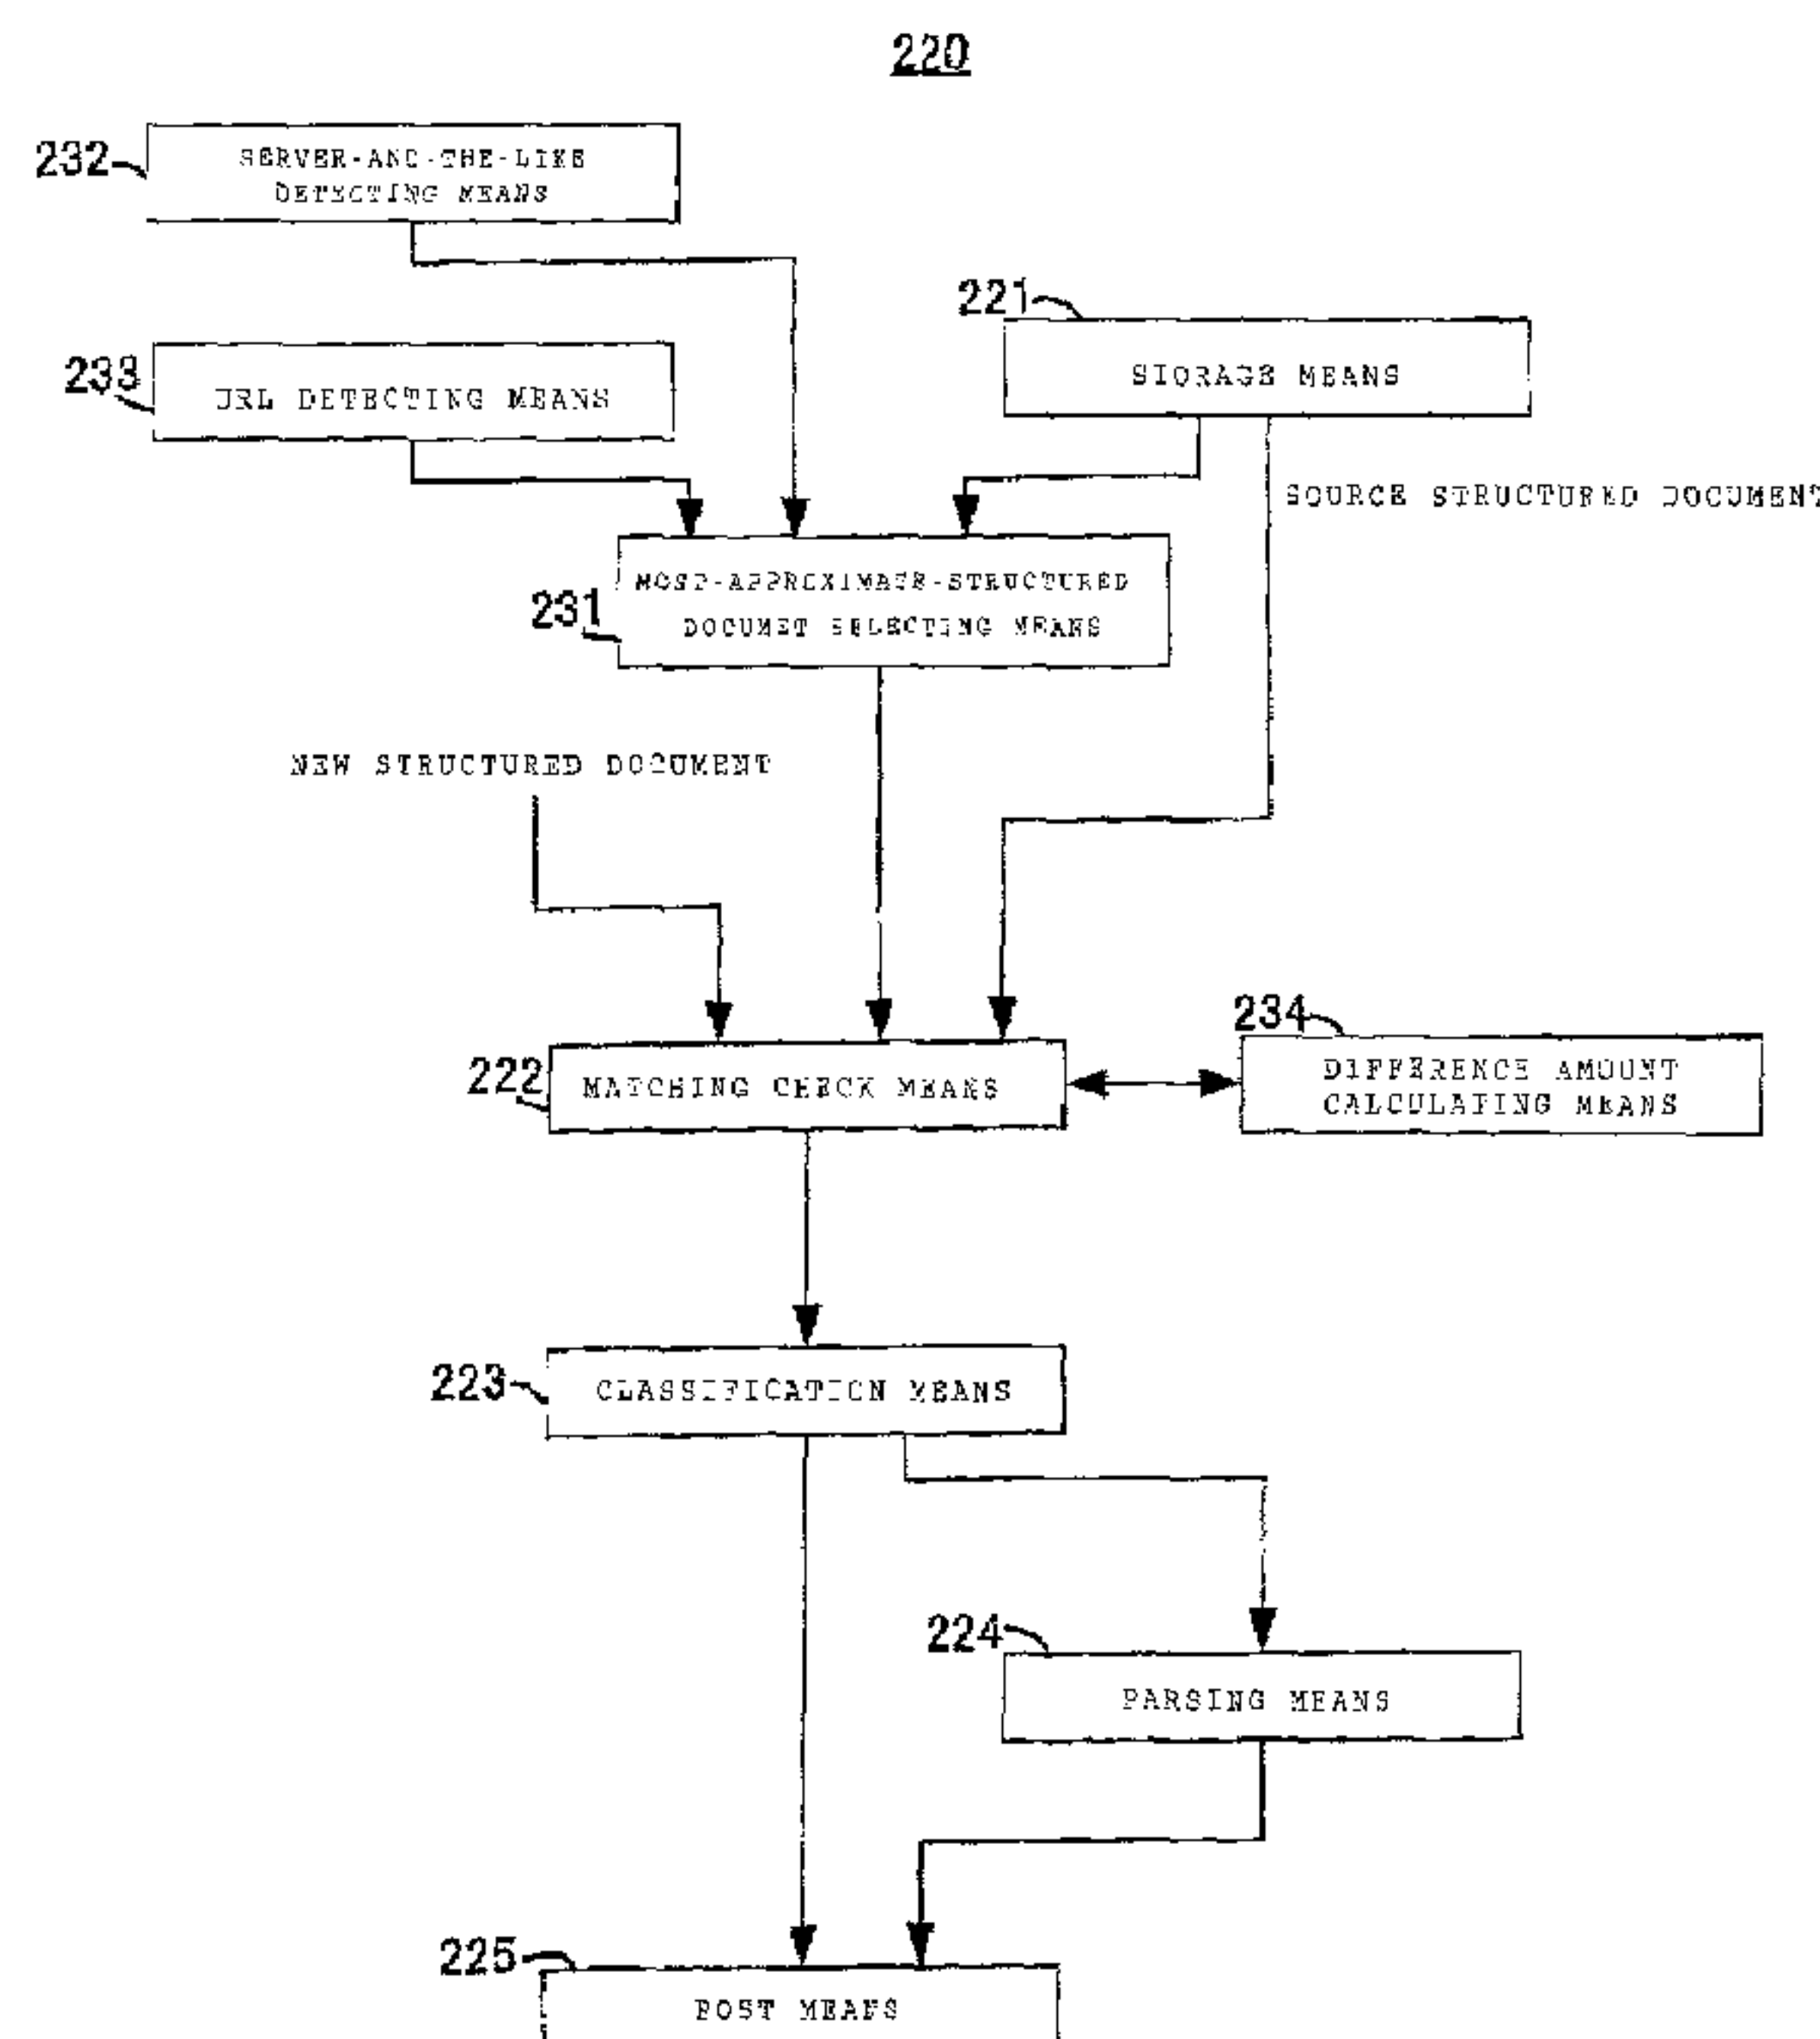 220
232
SERVER-AND-THE-LIKE
DETECTING MEANS
221
STORAGE MEANS
233
URL DETECTING MEANS
SOURCE STRUCTURED DOCUMENT
231
MOST-APPROXIMATE-STRUCTURED
DOCUMET SELECTING MEANS
NEW STRUCTURED DOCUMENT
234
DIFFERENCE AMOUNT
CALCULATING MEANS
222
MATCHING CHECK MEANS
223
CLASSIFICATION MEANS
224
PARSING MEANS
225
POST MEANS